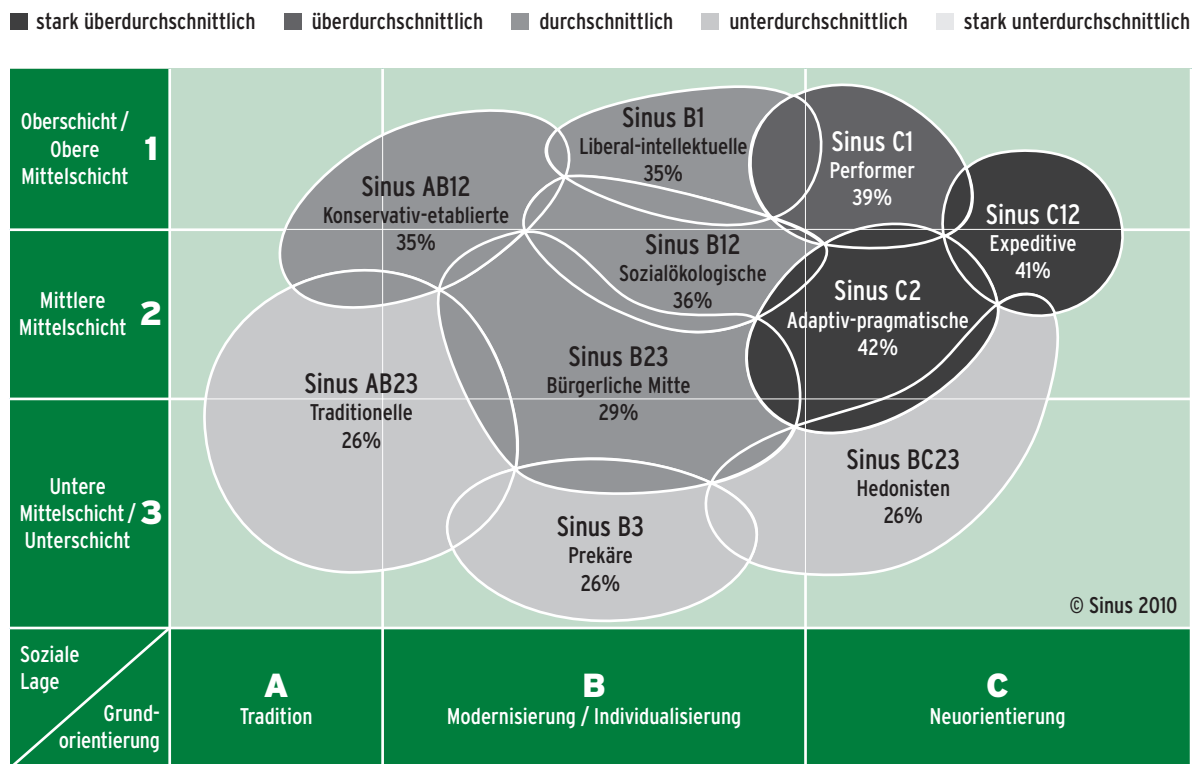 stark überdurchschnittlich
überdurchschnittlich
durchschnittlich
unterdurchschnittlich
stark unterdurchschnittlich
Oberschicht /
Obere
Mittelschicht
1
Mittlere
Mittelschicht
2
Untere
Mittelschicht /
Unterschicht
3
Sinus AB12
Konservativ-etablierte
35%
Sinus B1
Liberal-intellektuelle
35%
Sinus C1
Performer
39%
Sinus C12
Expeditive
41%
Sinus B12
Sozialökologische
36%
Sinus C2
Adaptiv-pragmatische
42%
Sinus AB23
Traditionelle
26%
Sinus B23
Bürgerliche Mitte
29%
Sinus BC23
Hedonisten
26%
Sinus B3
Prekäre
26%
© Sinus 2010
Soziale
Lage
Grund-
orientierung
A
Tradition
B
Modernisierung / Individualisierung
C
Neuorientierung